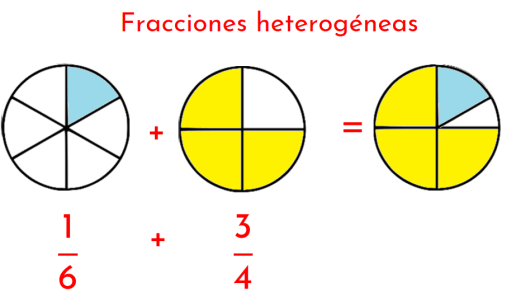 Fracciones heterogéneas
+ =
1/6 + 3/4